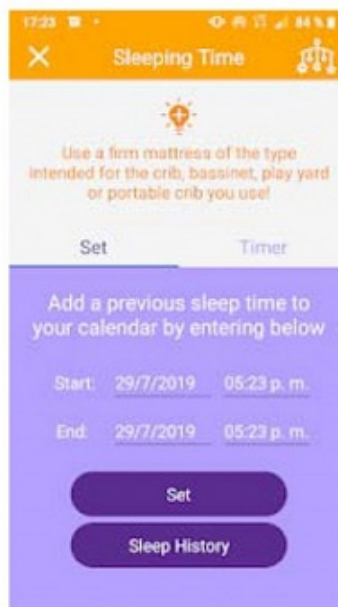 17:23
84 %
Sleeping Time
Use a firm mattress of the type
intended for the crib, bassinet, play yard
or portable crib you use!
Set Timer
Add a previous sleep time to
your calendar by entering below
Start: 29/7/2019 05:23 p. m.
End: 29/7/2019 05:23 p. m.
Set
Sleep History